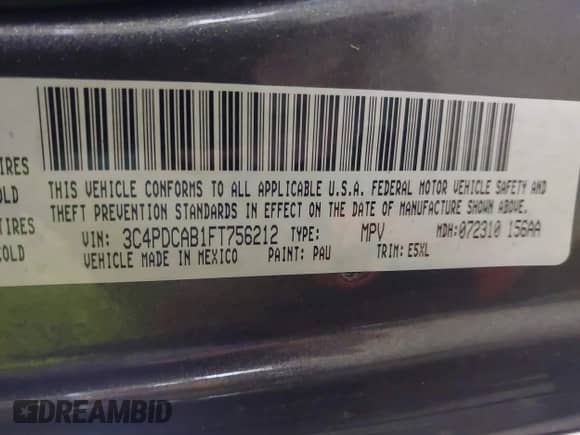 IRES
OLD
IRES
COLD
THIS VEHICLE CONFORMS TO ALL APPLICABLE U.S.A. FEDERAL MOTOR VEHICLE SAFETY AND
THEFT PREVENTION STANDARDS IN EFFECT ON THE DATE OF MANUFACTURE SHOWN ABOVE.
VIN: 3C4PDCAB1FT756212 TYPE: MPV MDH:072310 156AA
VEHICLE MADE IN MEXICO PAINT: PAU TRIM: E5XL
DREAMBID